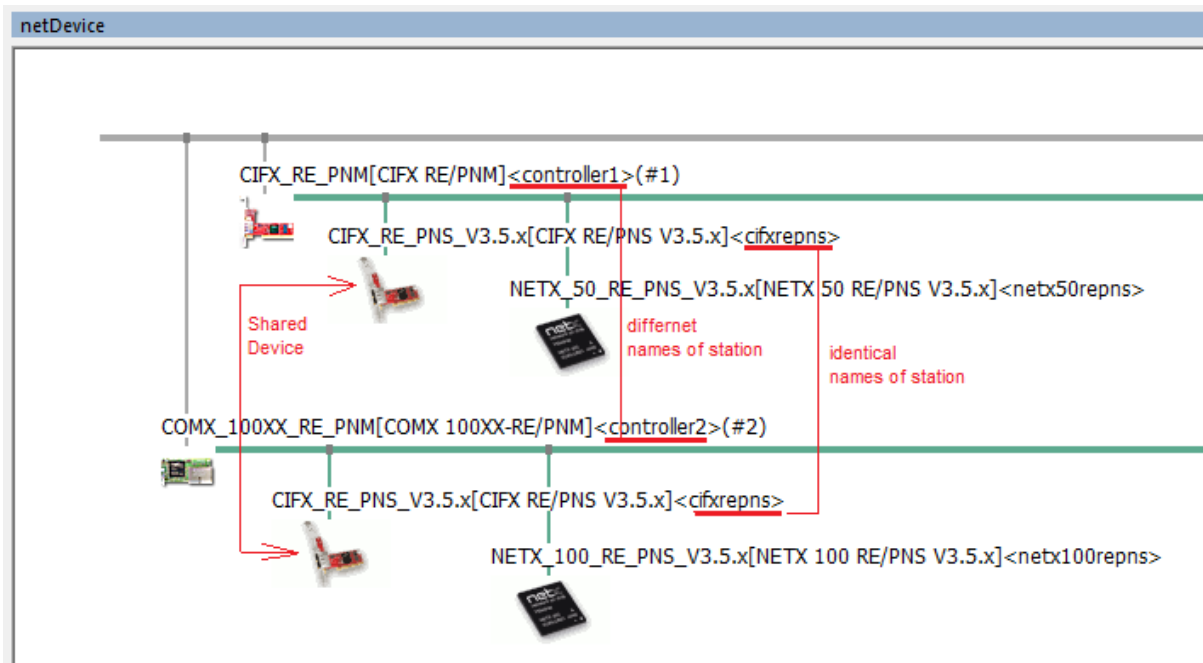 netDevice
CIFX_RE_PNM[CIFX RE/PNM]<controller1>(#1)
CIFX_RE_PNS_V3.5.x[CIFX RE/PNS V3.5.x]<cifxrepns>
NETX_50_RE_PNS_V3.5.x[NETX 50 RE/PNS V3.5.x]<netx50repns>
Shared
Device
differnet
names of station
identical
names of station
COMX_100XX_RE_PNM[COMX 100XX-RE/PNM]<controller2>(#2)
CIFX_RE_PNS_V3.5.x[CIFX RE/PNS V3.5.x]<cifxrepns>
NETX_100_RE_PNS_V3.5.x[NETX 100 RE/PNS V3.5.x]<netx100repns>